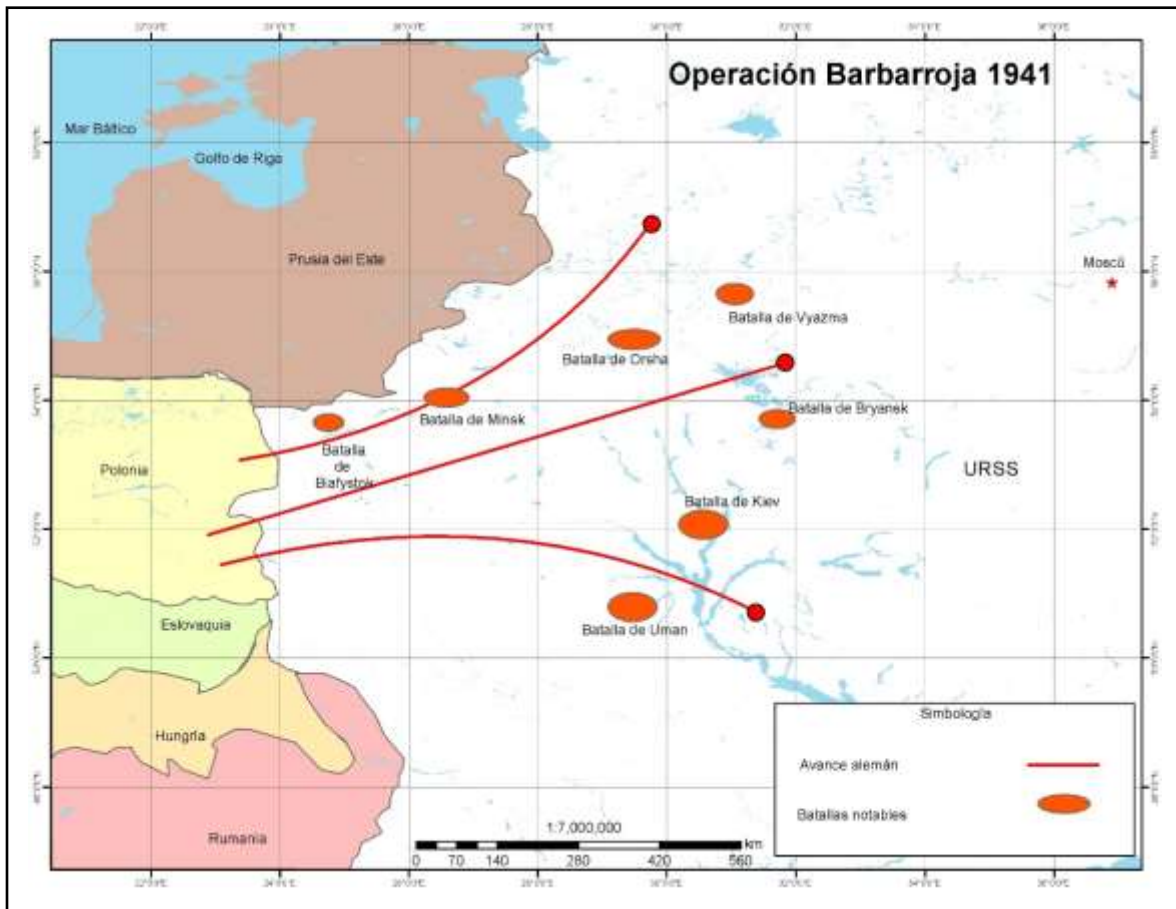 Operación Barbarroja 1941
Mar Báltico
Golfo de Riga
Prusia del Este
Moscú
Batalla de Vyazma
Batalla de Orsha
Batalla de Minsk
Batalla de Bryansk
Batalla
de
Białystok
Polonia
URSS
Batalla de Kiev
Eslovaquia
Batalla de Uman
Hungría
Rumania
Simbología
Avance alemán
Batallas notables
1:7,000,000
km
0 70 140 280 420 560